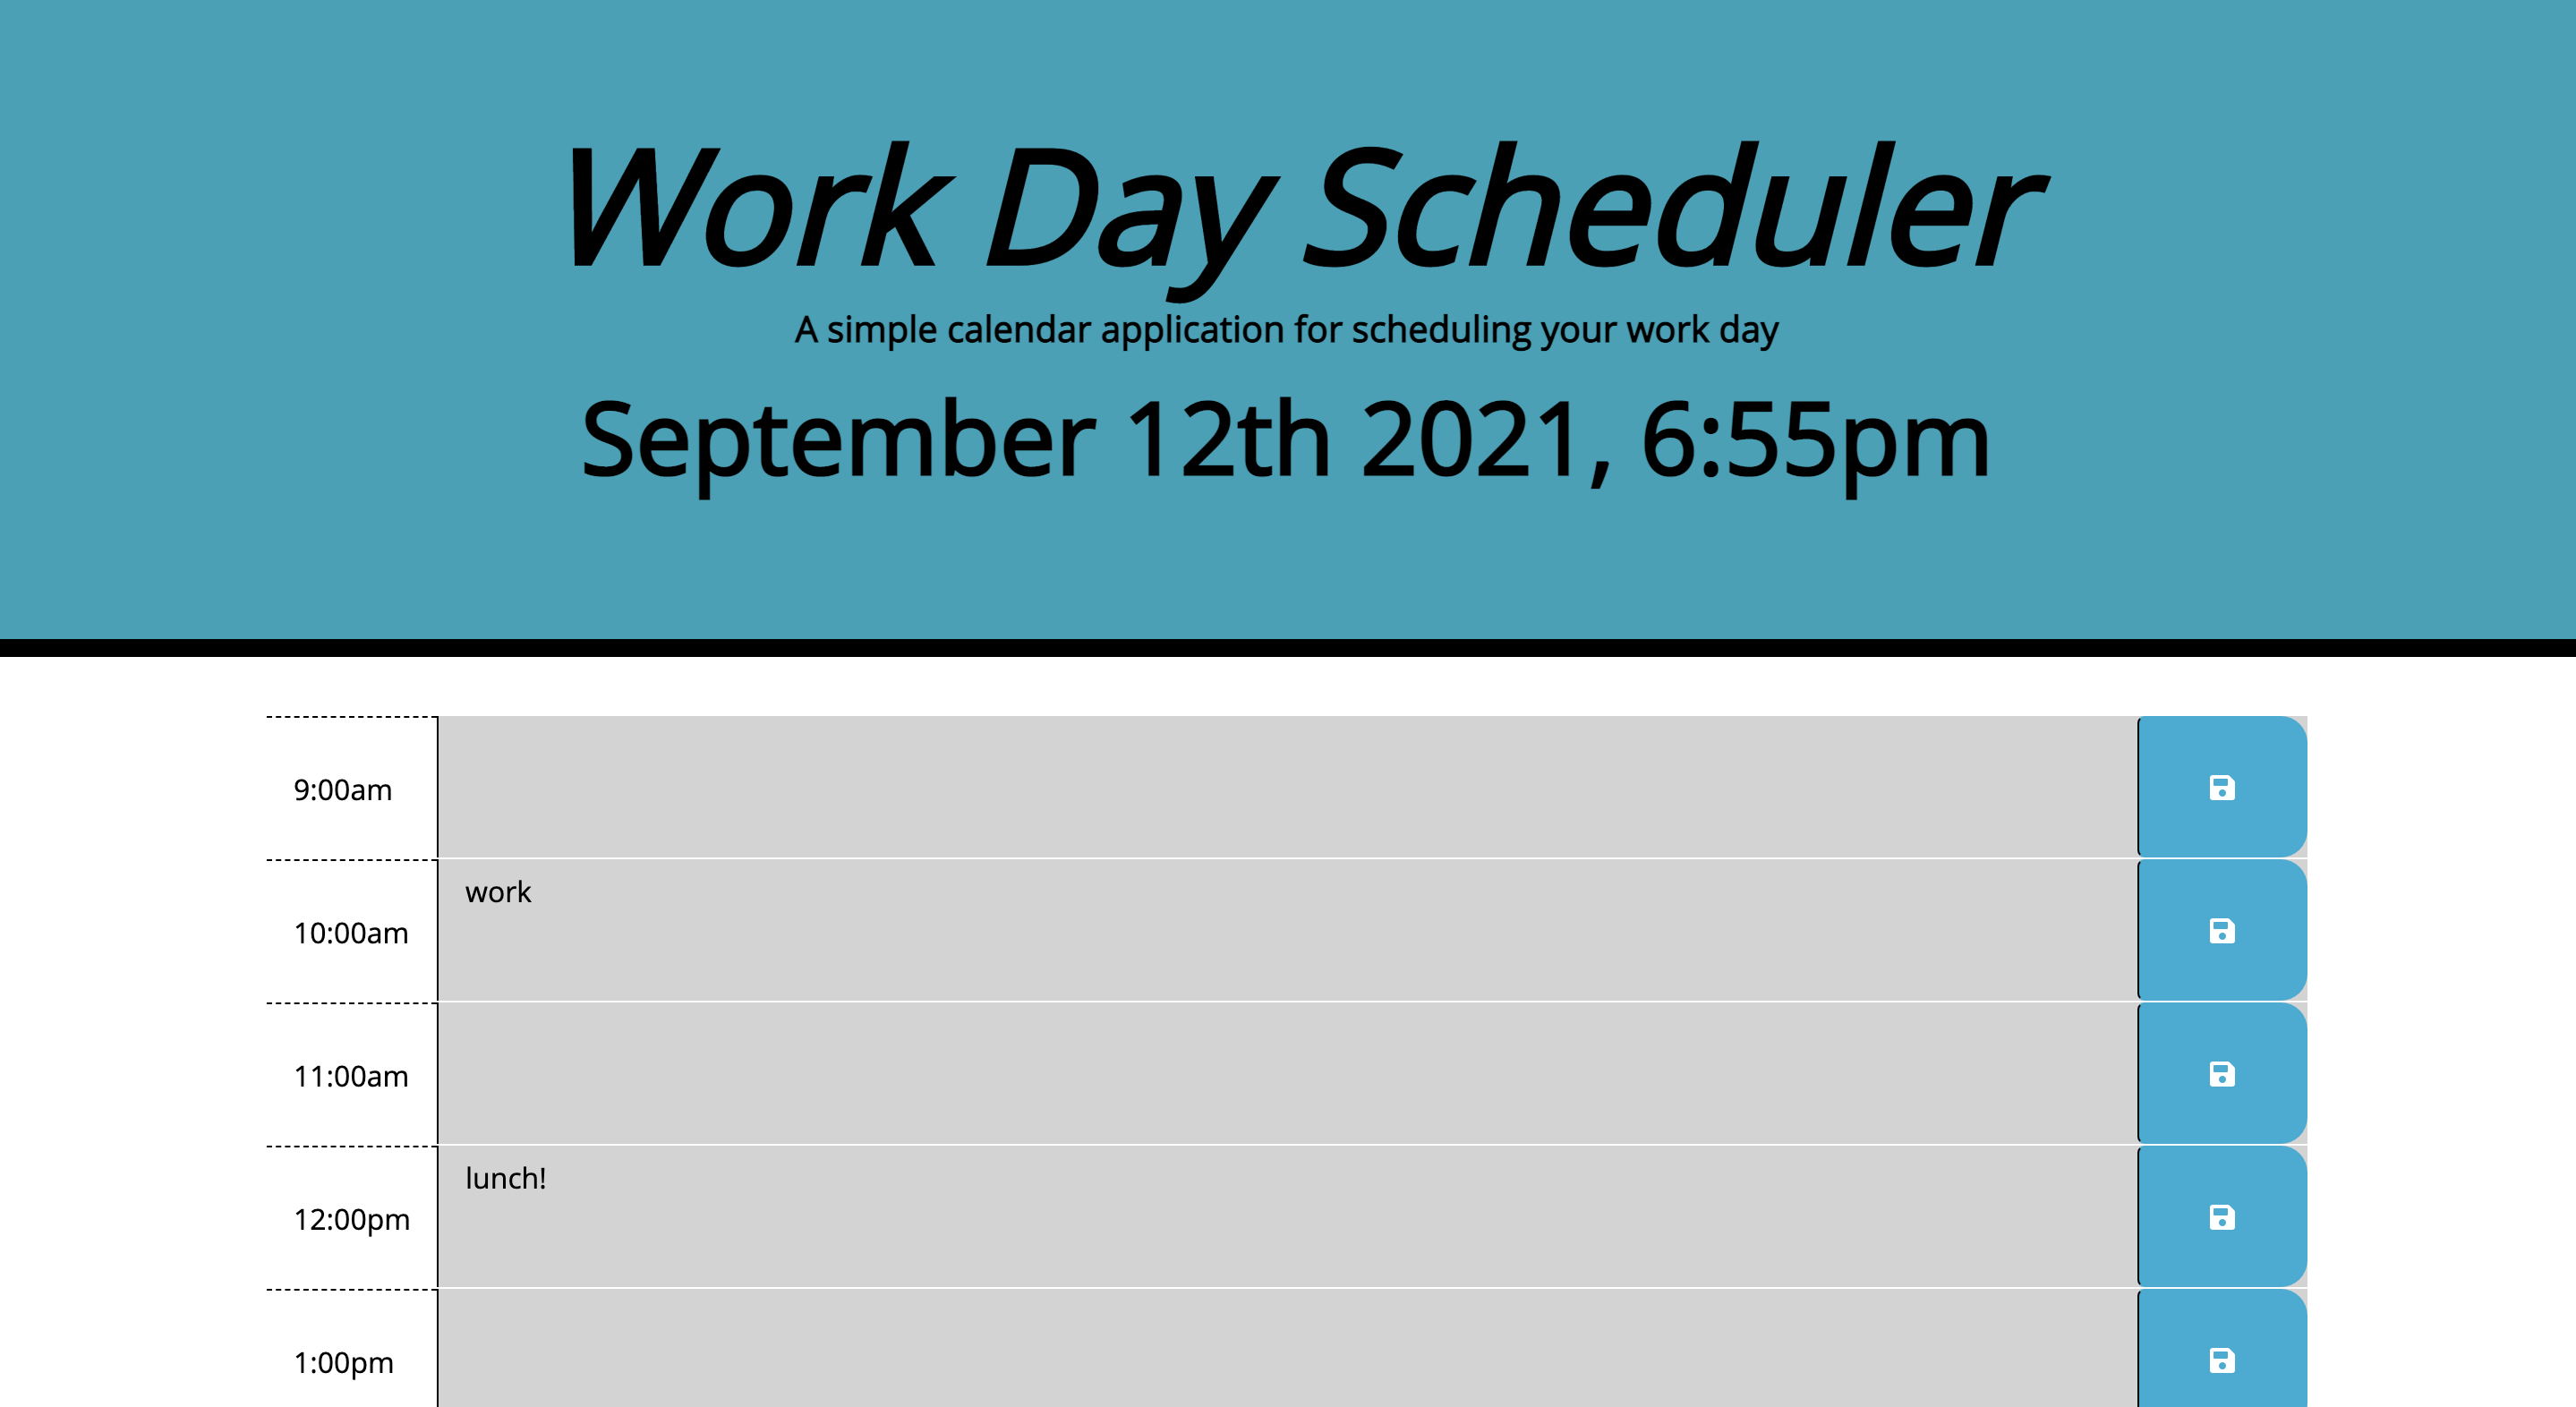 Work Day Scheduler
A simple calendar application for scheduling your work day
September 12th 2021, 6:55pm
9:00am
10:00am work
11:00am
12:00pm lunch!
1:00pm